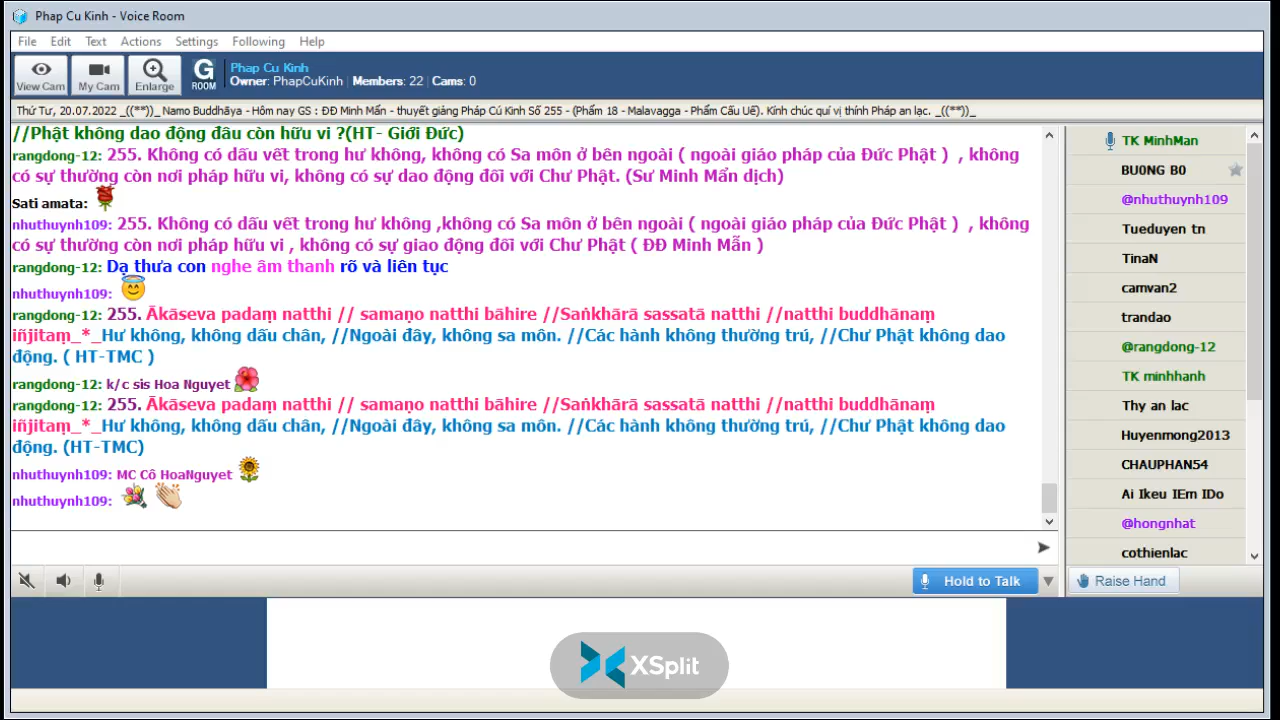 Phap Cu Kinh - Voice Room
File Edit Text Actions Settings Following Help
View Cam My Cam Enlarge G ROOM
Phap Cu Kinh
Owner: PhapCuKinh | Members: 22 | Cams: 0
Thứ Tư, 20.07.2022 _((**))_ Namo Buddhāya - Hôm nay GS : ĐĐ Minh Mẫn - thuyết giảng Pháp Cú Kinh Số 255 - (Phẩm 18 - Malavagga - Phẩm Cấu Uế). Kính chúc quí vị thính Pháp an lạc. _((**))_
//Phật không dao động đâu còn hữu vi ?(HT- Giới Đức)
rangdong-12: 255. Không có dấu vết trong hư không, không có Sa môn ở bên ngoài ( ngoài giáo pháp của Đức Phật ) , không
có sự thường còn nơi pháp hữu vi, không có sự dao động đối với Chư Phật. (Sư Minh Mẩn dịch)
Sati amata:
nhuthuynh109: 255. Không có dấu vết trong hư không ,không có Sa môn ở bên ngoài ( ngoài giáo pháp của Đức Phật ) , không
có sự thường còn nơi pháp hữu vi , không có sự giao động đối với Chư Phật ( ĐĐ Minh Mẫn )
rangdong-12: Dạ thưa con nghe âm thanh rõ và liên tục
nhuthuynh109:
rangdong-12: 255. Ākāseva padaṃ natthi // samaṇo natthi bāhire //Saṅkhārā sassatā natthi //natthi buddhānaṃ
iñjitaṃ_*_Hư không, không dấu chân, //Ngoài đây, không sa môn. //Các hành không thường trú, //Chư Phật không dao
động. ( HT-TMC )
rangdong-12: k/c sis Hoa Nguyet
rangdong-12: 255. Ākāseva padaṃ natthi // samaṇo natthi bāhire //Saṅkhārā sassatā natthi //natthi buddhānaṃ
iñjitaṃ_*_Hư không, không dấu chân, //Ngoài đây, không sa môn. //Các hành không thường trú, //Chư Phật không dao
động. (HT-TMC)
nhuthuynh109: MC Cô HoaNguyet
nhuthuynh109:
Hold to Talk
TK MinhMan
BU0NG B0
@nhuthuynh109
Tueduyen tn
TinaN
camvan2
trandao
@rangdong-12
TK minhhanh
Thy an lac
Huyenmong2013
CHAUPHAN54
Ai Ikeu IEm IDo
@hongnhat
cothienlac
Raise Hand
XSplit